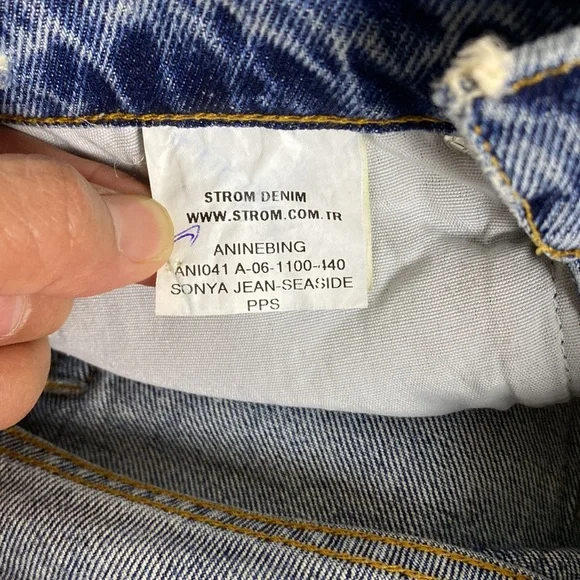 STROM DENIM
WWW.STROM.COM.TR
ANINEBING
ANI041 A-06-1100-440
SONYA JEAN-SEASIDE
PPS